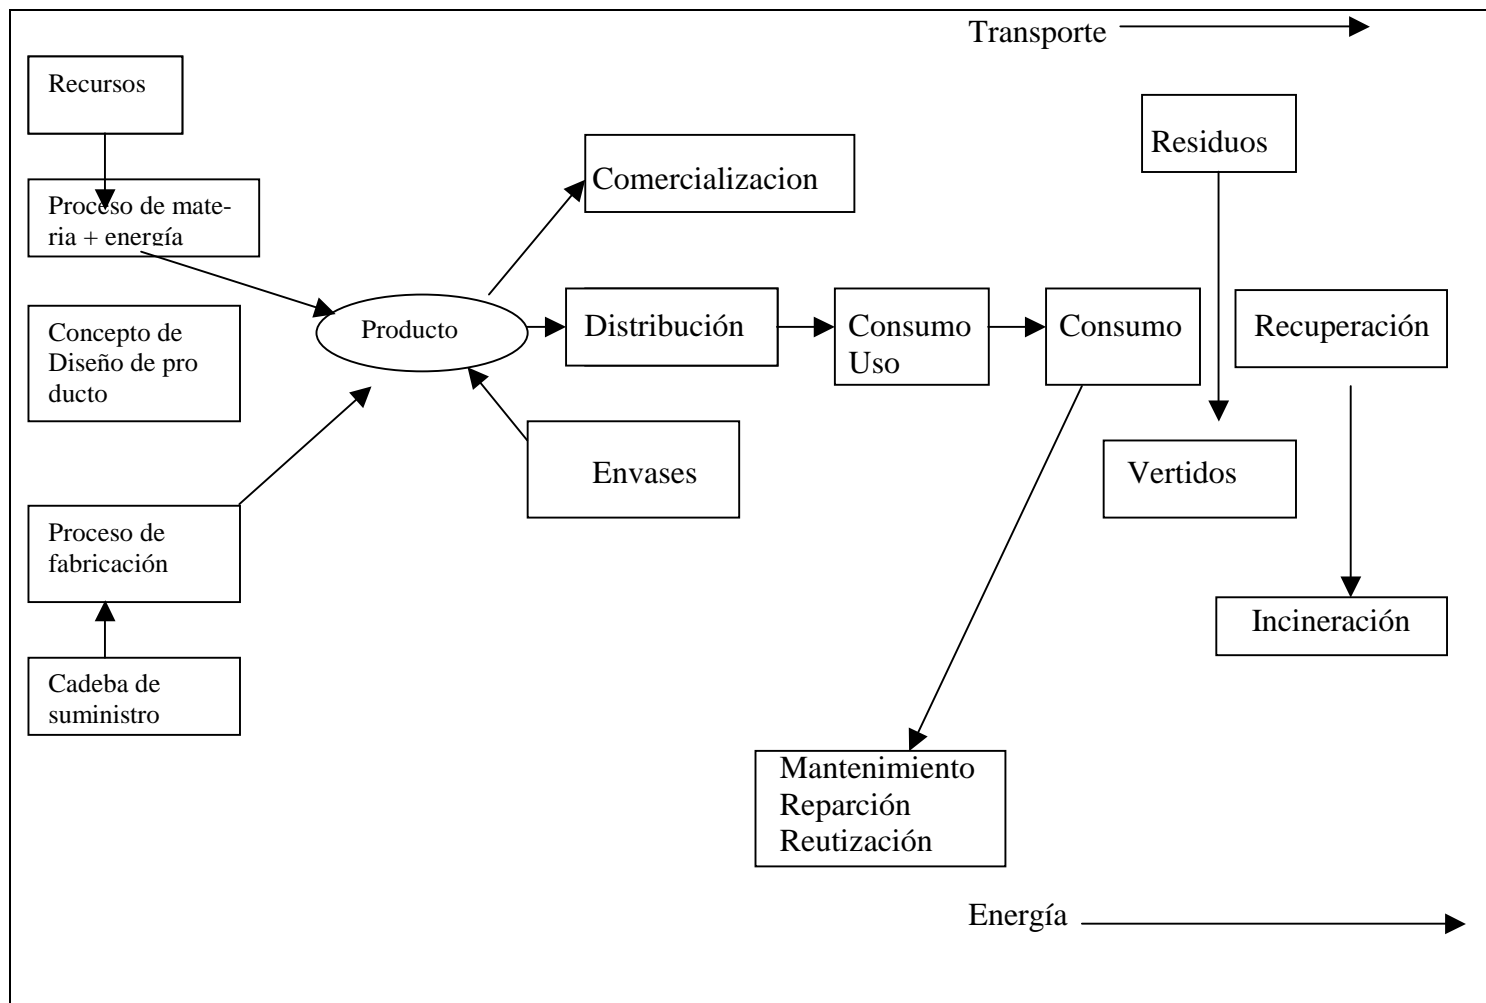 Transporte
Recursos
Residuos
Comercializacion
Proceso de mate-
ria + energía
Concepto de
Diseño de pro
ducto
Producto
Distribución
Consumo
Uso
Consumo
Recuperación
Envases
Vertidos
Proceso de
fabricación
Incineración
Cadeba de
suministro
Mantenimiento
Reparción
Reutización
Energía